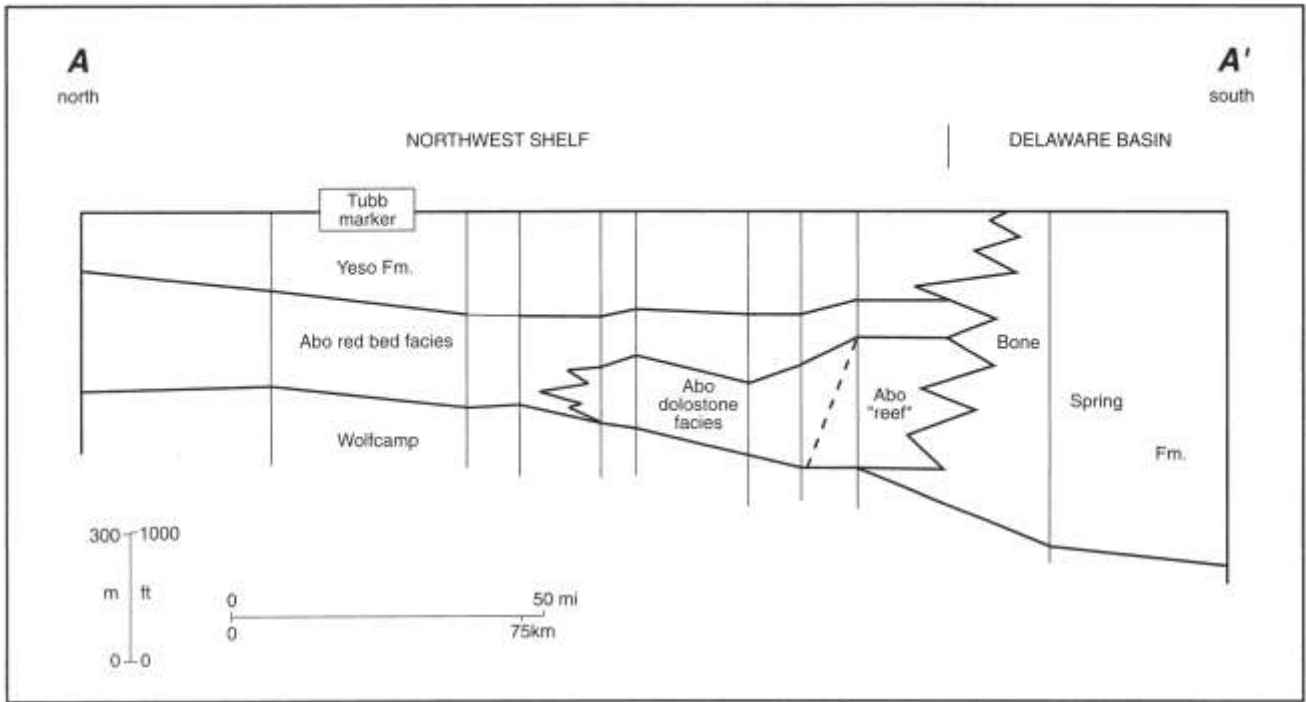 A
north
A'
south
NORTHWEST SHELF
DELAWARE BASIN
Tubb
marker
Yeso Fm.
Abo red bed facies
Wolfcamp
Abo
dolostone
facies
Abo
"reef"
Bone
Spring
Fm.
300 1000
m ft
0 0
0 50 mi
0 75km